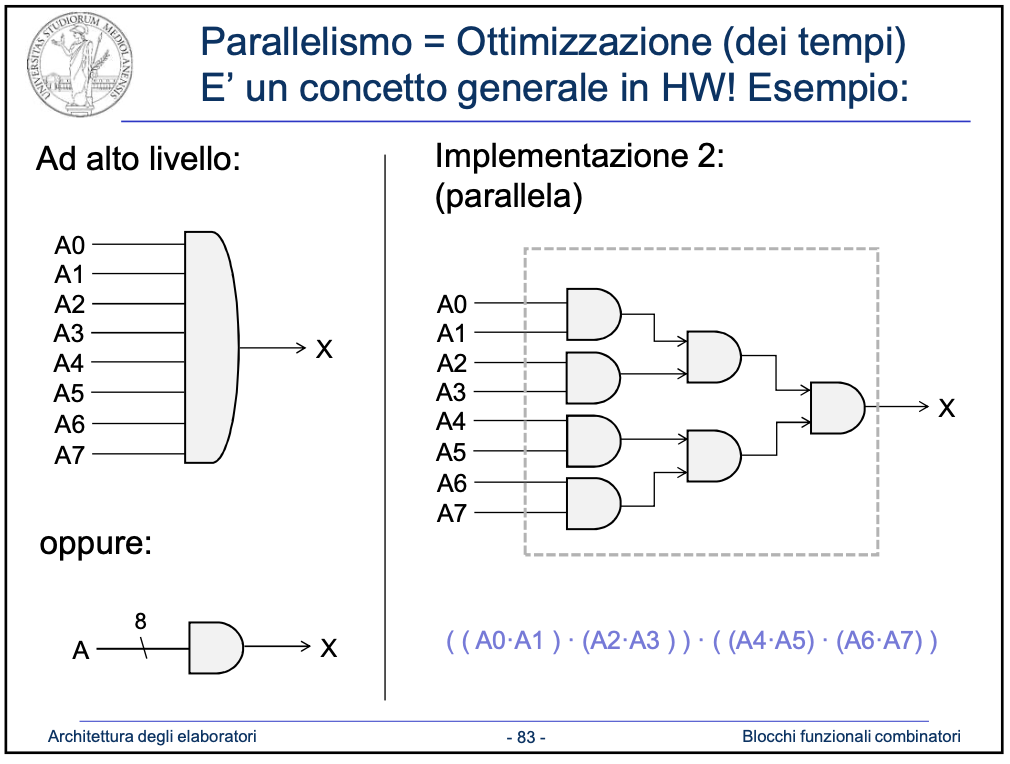 UNIVERSITAS STUDIORUM MEDIOLANENSIS
Parallelismo = Ottimizzazione (dei tempi)
E’ un concetto generale in HW! Esempio:
Ad alto livello:
A0
A1
A2
A3
A4
A5
A6
A7
X
oppure:
8
A
X
Implementazione 2:
(parallela)
A0
A1
A2
A3
A4
A5
A6
A7
X
( ( A0·A1 ) · (A2·A3 ) ) · ( (A4·A5) · (A6·A7) )
Architettura degli elaboratori
- 83 -
Blocchi funzionali combinatori